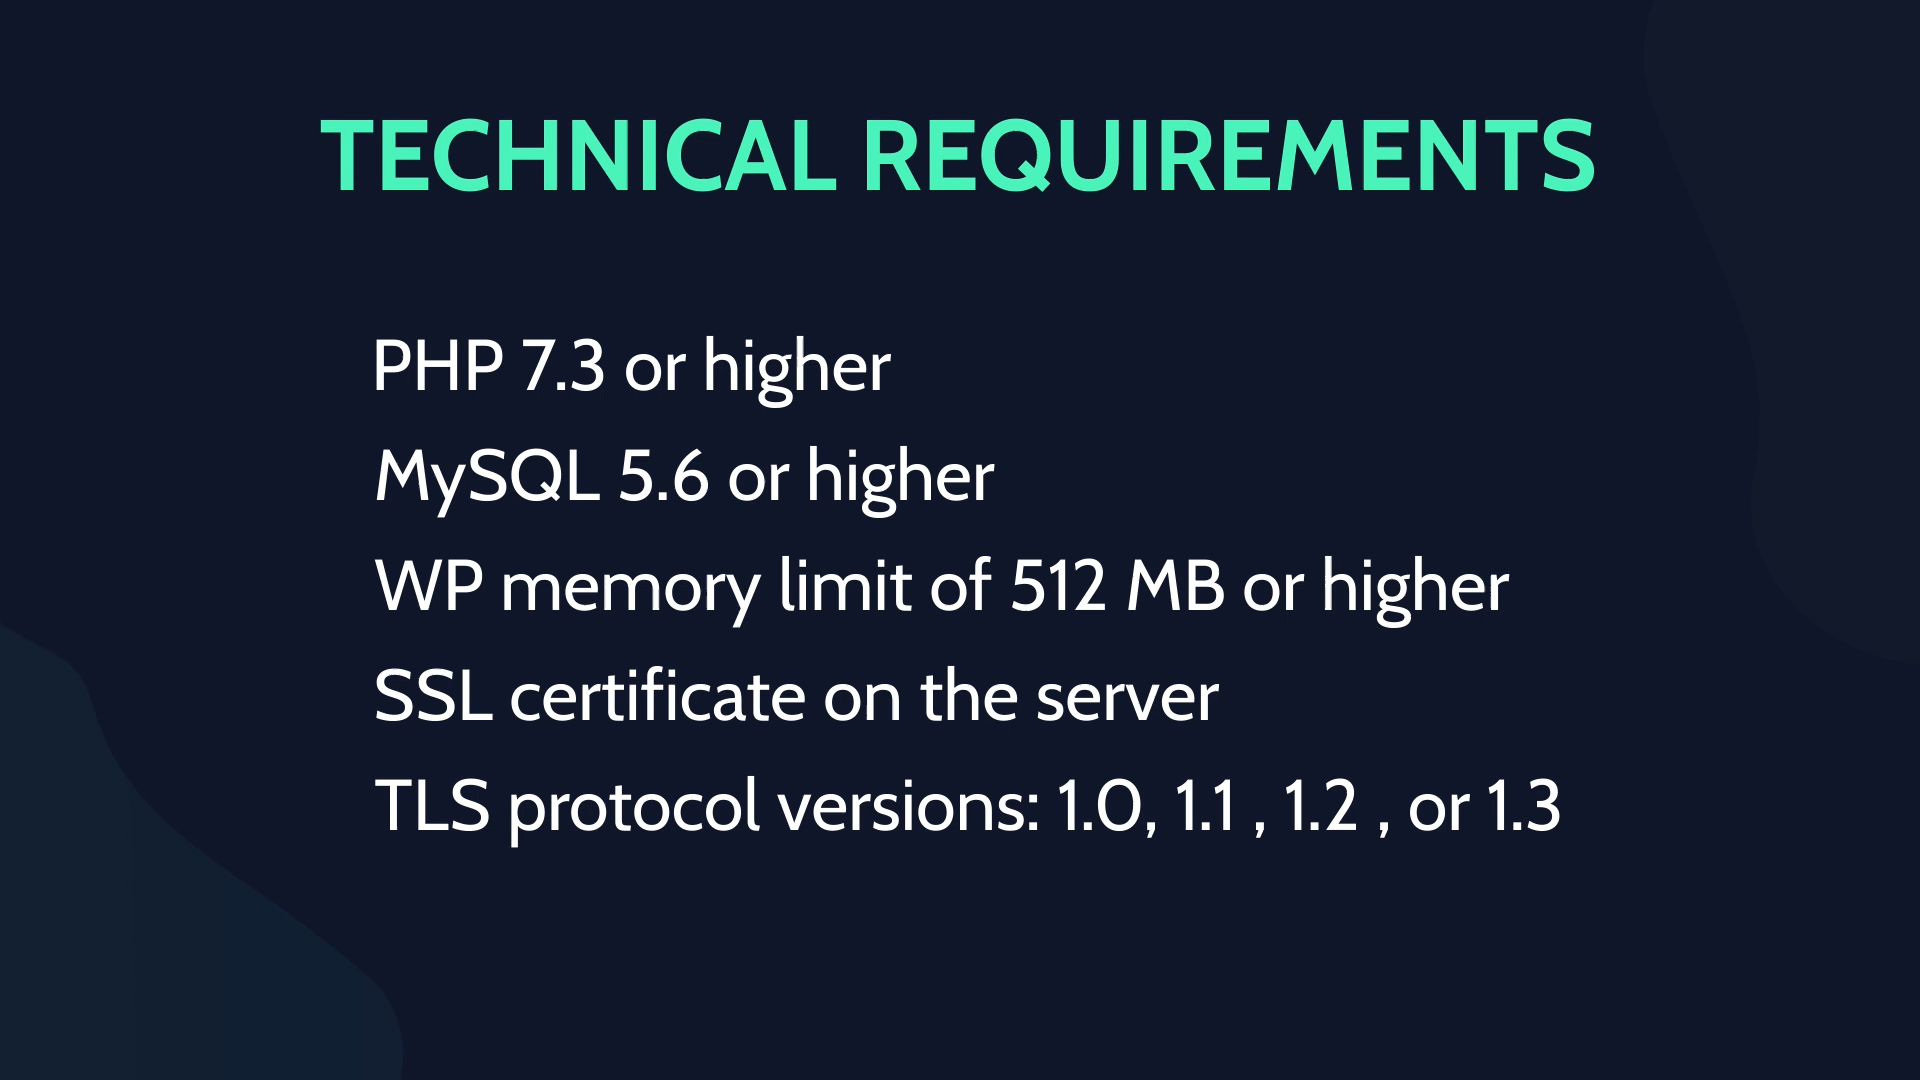 TECHNICAL REQUIREMENTS
PHP 7.3 or higher
MySQL 5.6 or higher
WP memory limit of 512 MB or higher
SSL certificate on the server
TLS protocol versions: 1.0, 1.1 , 1.2 , or 1.3